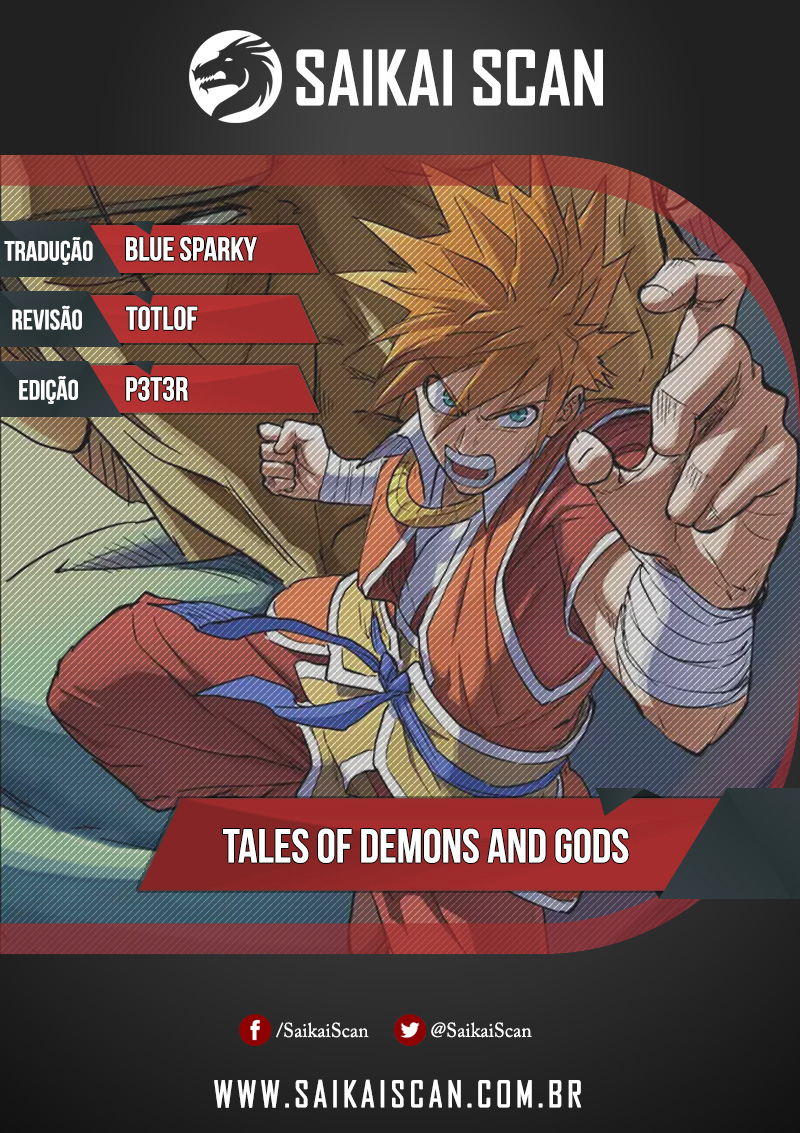 SAIKAI SCAN
TRADUÇÃO BLUE SPARKY
REVISÃO TOTLOF
EDIÇÃO P3T3R
TALES OF DEMONS AND GODS
/SaikaiScan @SaikaiScan
WWW.SAIKAISCAN.COM.BR